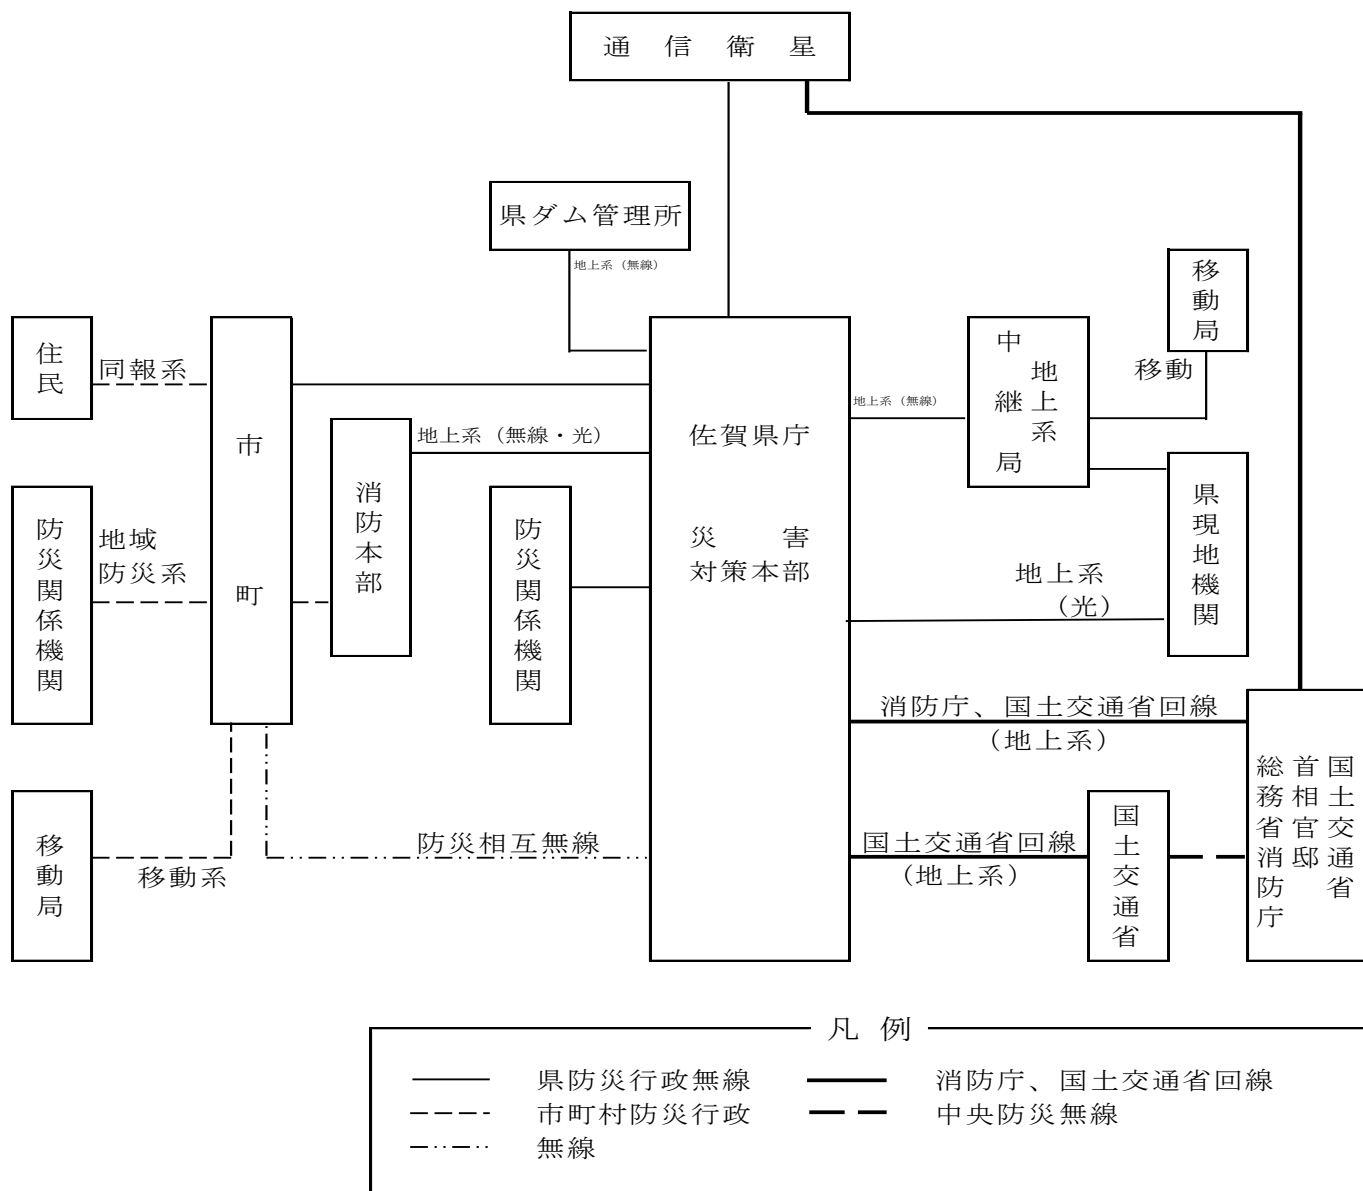 通信衛星
県ダム管理所
地上系（無線）
移動局
住民
同報系
市町
地上系（無線・光）
消防本部
佐賀県庁
災害
対策本部
地上系（無線）
地上系
中継局
移動
県現地機関
防災関係機関
地域
防災系
防災関係機関
地上系
（光）
消防庁、国土交通省回線
（地上系）
国土交通省
首相官邸
総務省消防庁
移動局
移動系
防災相互無線
国土交通省回線
（地上系）
国土交通省
凡例
県防災行政無線
消防庁、国土交通省回線
市町村防災行政
中央防災無線
無線